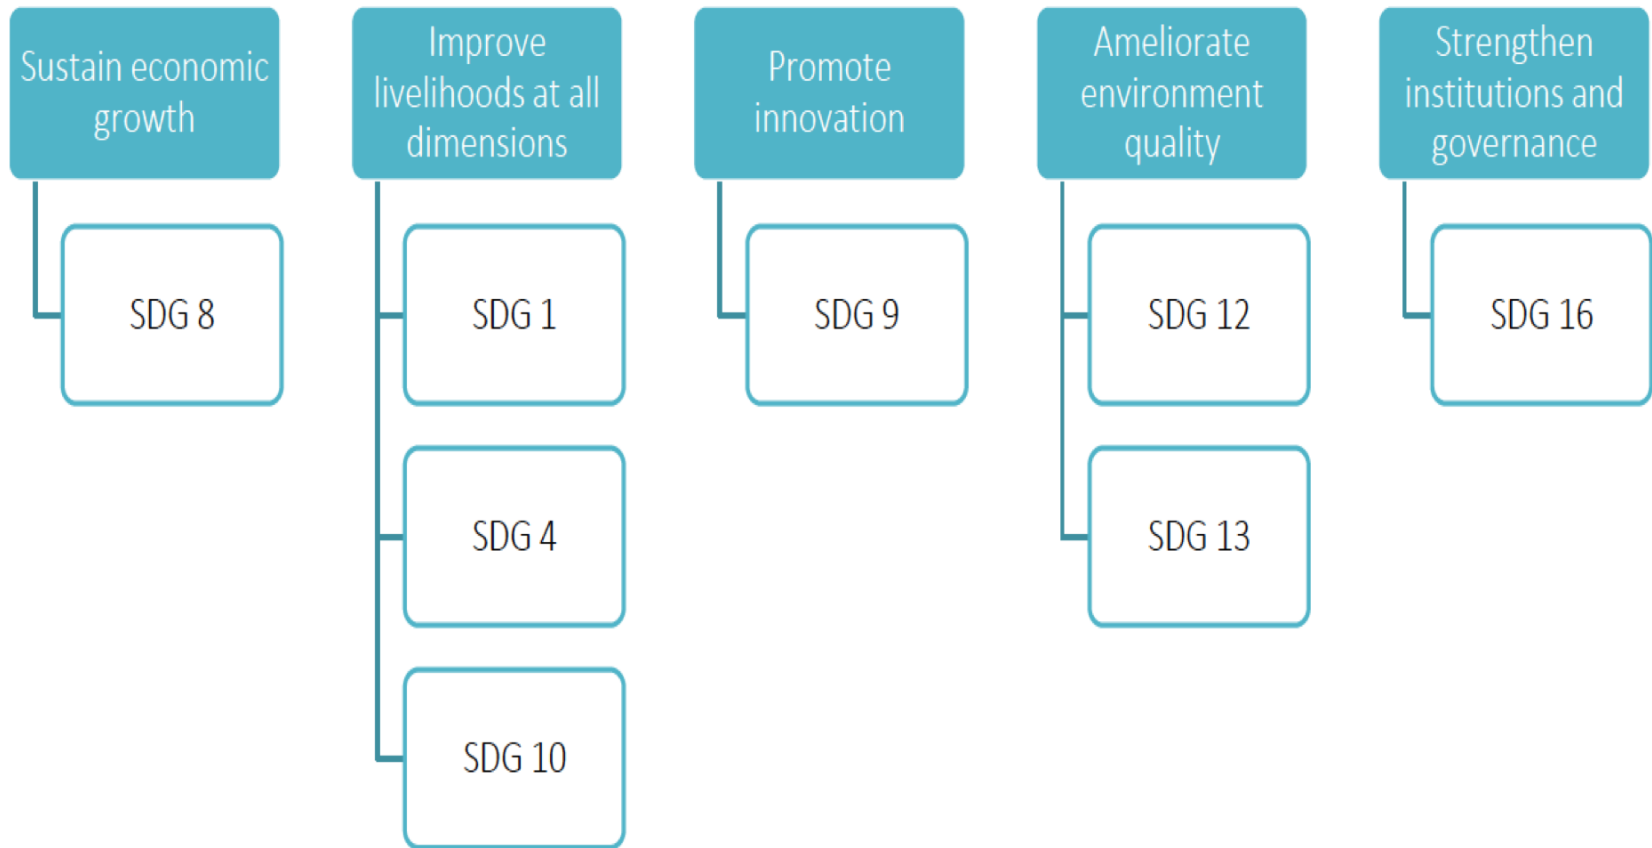 Sustain economic
growth
Improve
livelihoods at all
dimensions
Promote
innovation
Ameliorate
environment
quality
Strengthen
institutions and
governance
SDG 8
SDG 1
SDG 4
SDG 10
SDG 9
SDG 12
SDG 13
SDG 16